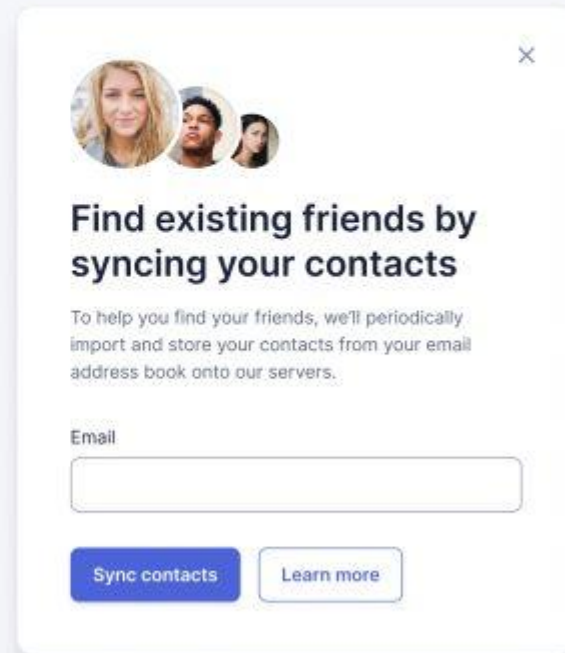 Find existing friends by
syncing your contacts
To help you find your friends, we'll periodically
import and store your contacts from your email
address book onto our servers.
Email
Sync contacts
Learn more